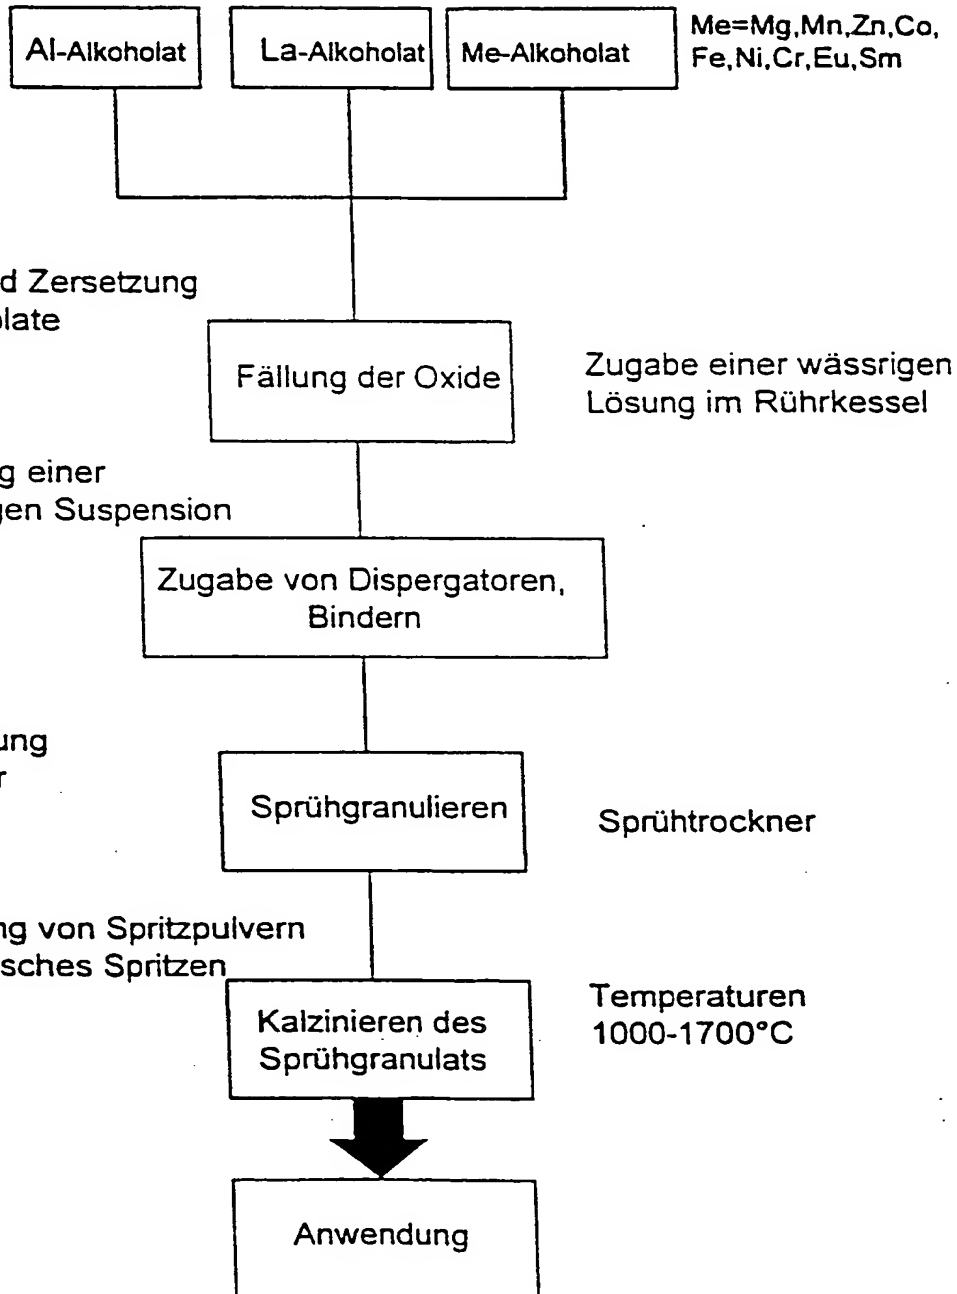 Al-Alkoholat
La-Alkoholat
Me-Alkoholat
Me=Mg,Mn,Zn,Co,
Fe,Ni,Cr,Eu,Sm
d Zersetzung
late
Fällung der Oxide
Zugabe einer wässrigen
Lösung im Rührkessel
g einer
gen Suspension
Zugabe von Dispergatoren,
Bindern
ung
r
Sprühgranulieren
Sprühtrockner
ng von Spritzpulvern
isches Spritzen
Kalzinieren des
Sprühgranulats
Temperaturen
1000-1700°C
Anwendung